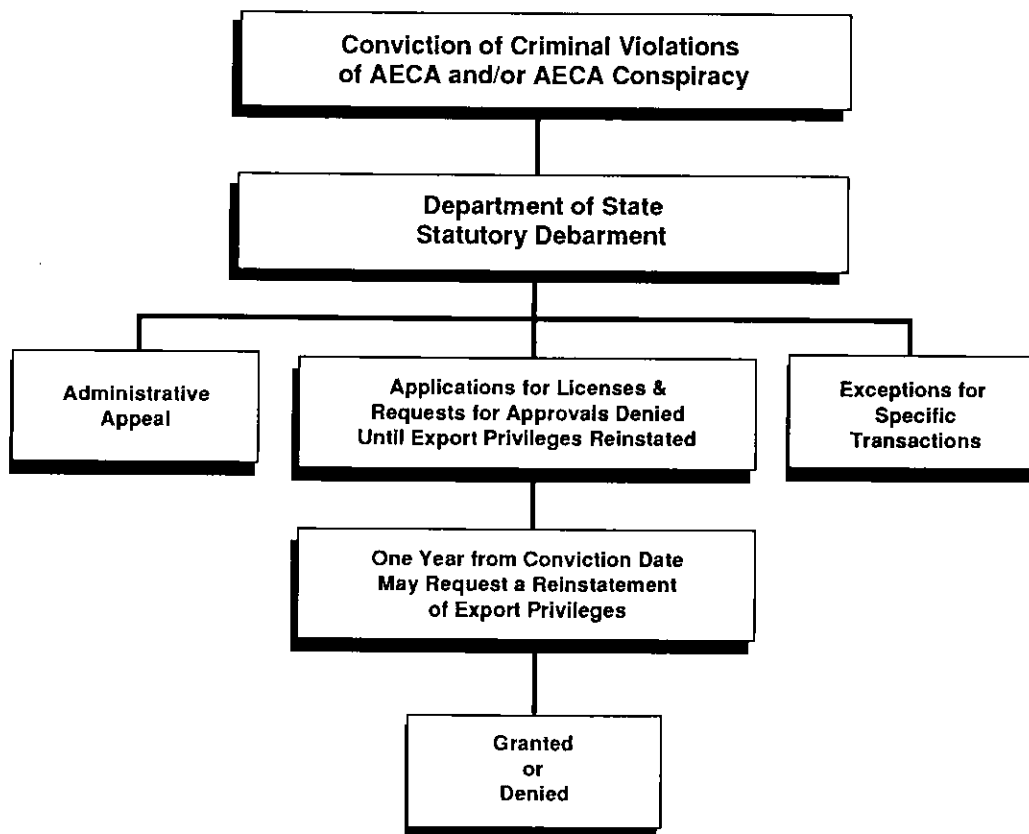 Conviction of Criminal Violations
of AECA and/or AECA Conspiracy
Department of State
Statutory Debarment
Administrative
Appeal
Applications for Licenses &
Requests for Approvals Denied
Until Export Privileges Reinstated
Exceptions for
Specific
Transactions
One Year from Conviction Date
May Request a Reinstatement
of Export Privileges
Granted
or
Denied